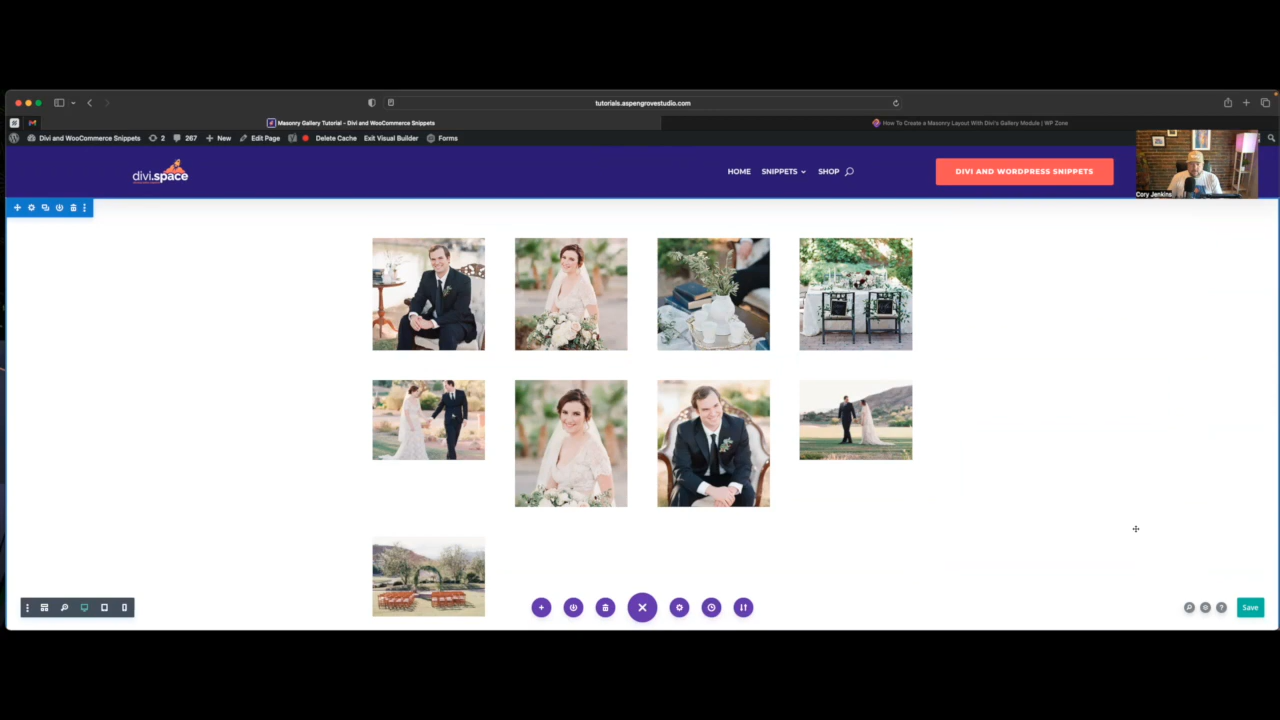 tutorials.aspengrovestudio.com
Masonry Gallery Tutorial – Divi and WooCommerce Snippets
How To Create a Masonry Layout With Divi's Gallery Module | WP Zone
Divi and WooCommerce Snippets 2 267 New Edit Page Delete Cache Exit Visual Builder Forms
divi.space
HOME SNIPPETS SHOP
DIVI AND WORDPRESS SNIPPETS
Cory Jenkins
Save